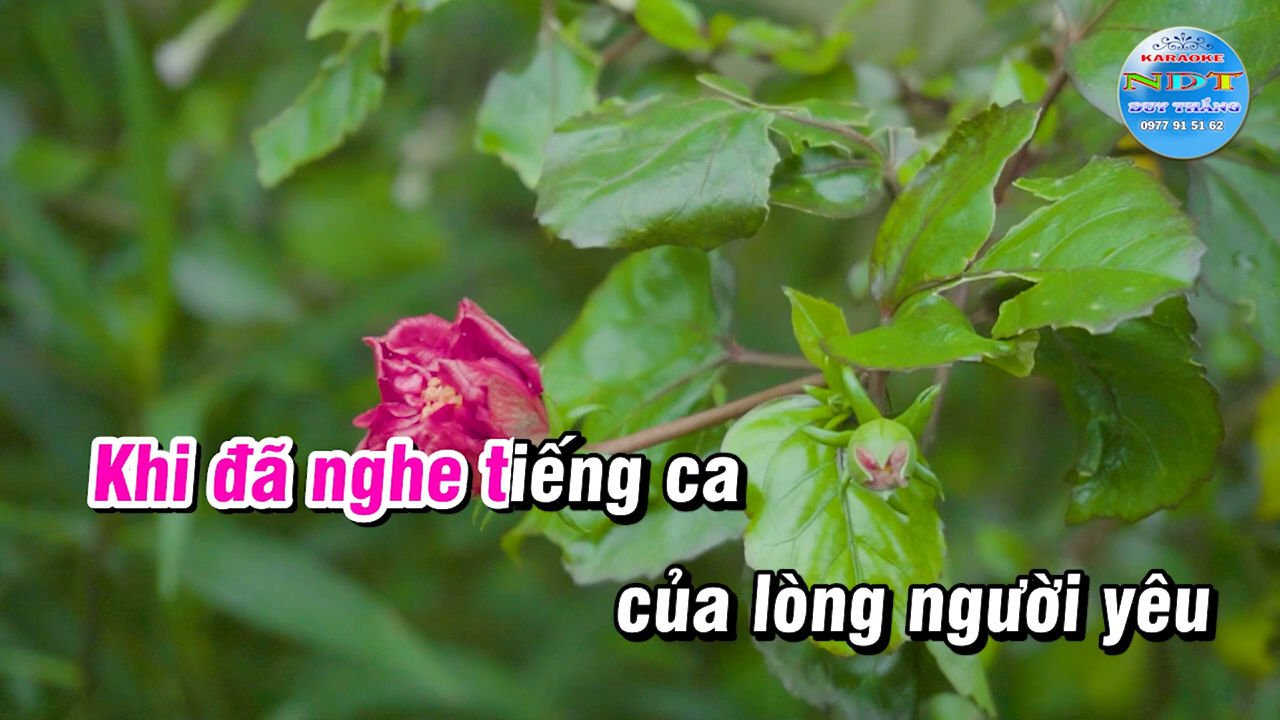 KARAOKE
NDT
DUY THẮNG
0977 91 51 62
Khi đã nghe tiếng ca
của lòng người yêu